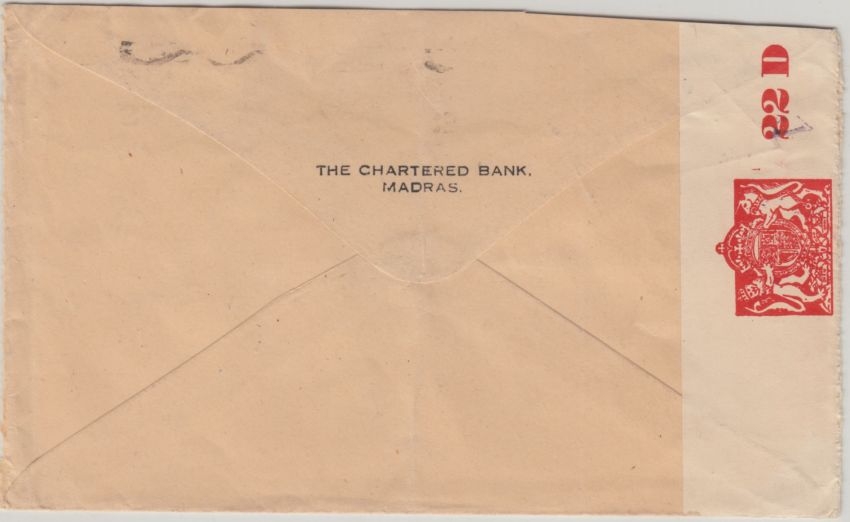 THE CHARTERED BANK,
MADRAS.
22 D